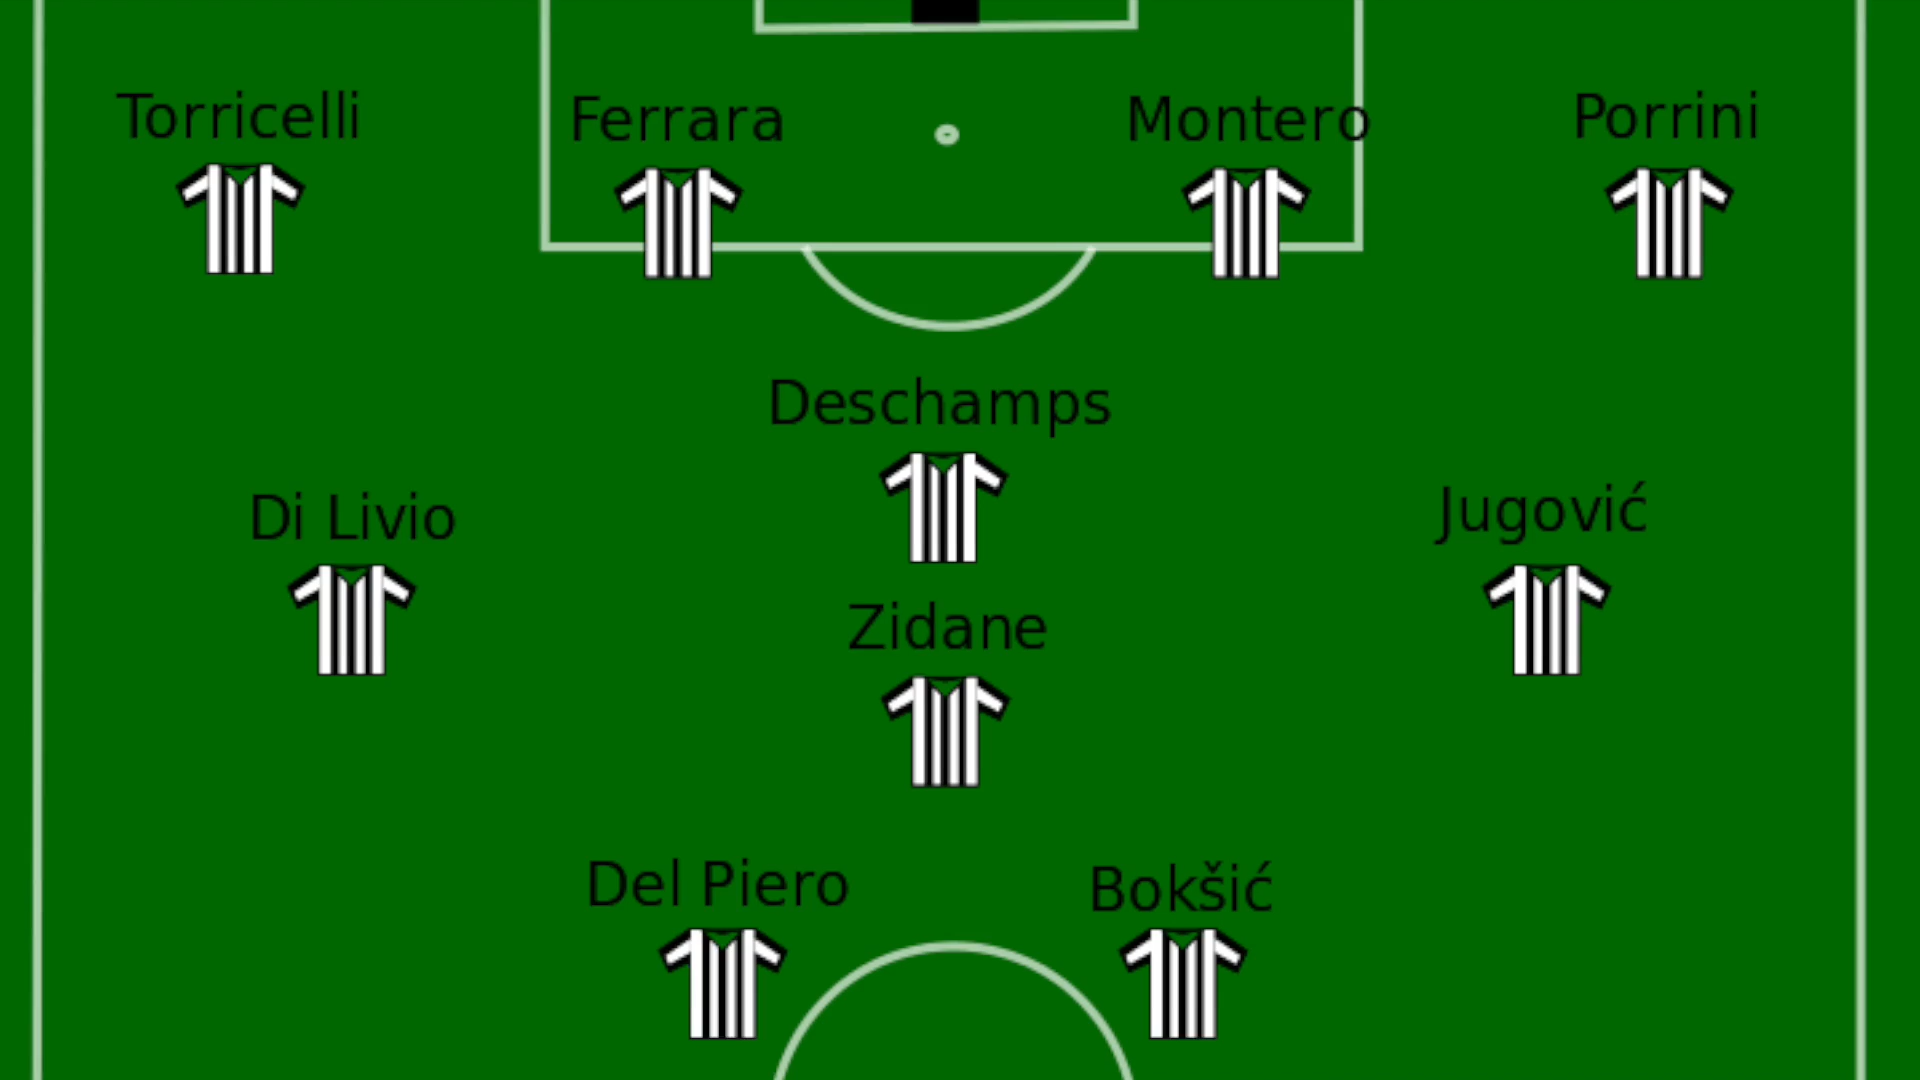 Torricelli
Ferrara
Montero
Porrini
Deschamps
Di Livio
Jugović
Zidane
Del Piero
Bokšić